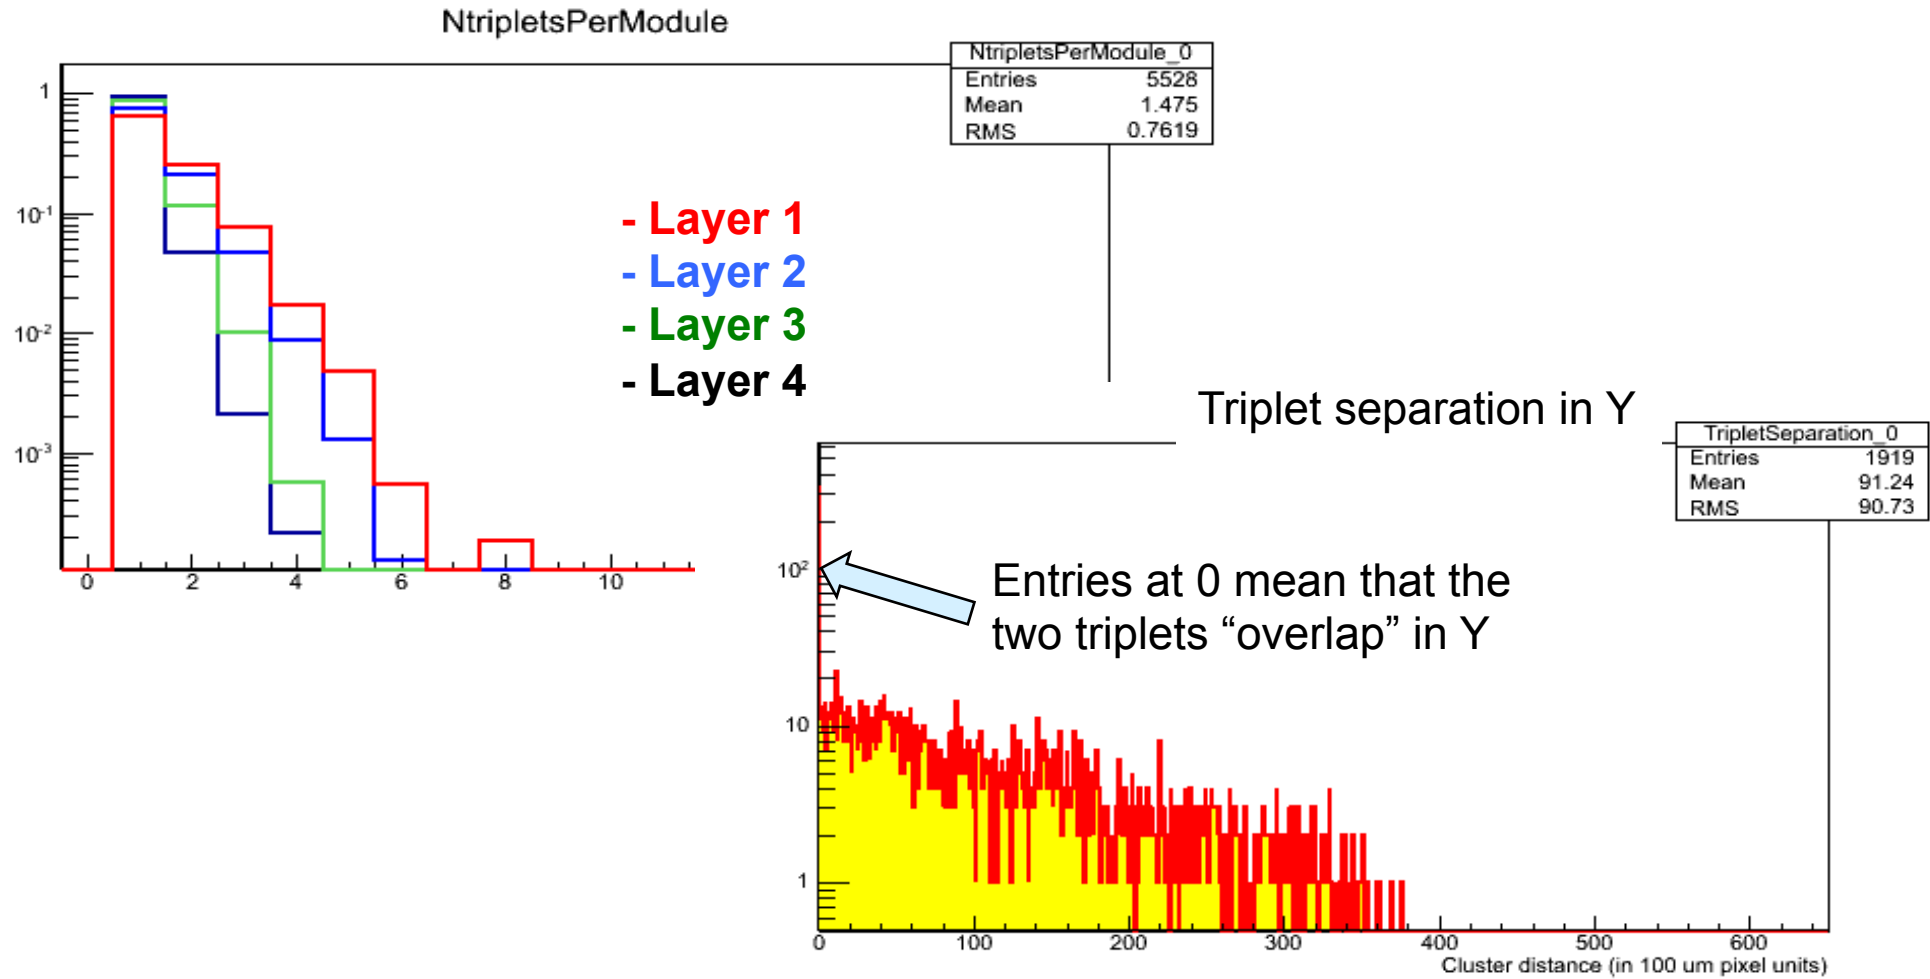 NtripletsPerModule
NtripletsPerModule_0
Entries 5528
Mean 1.475
RMS 0.7619
1
10-1
10-2
10-3
0 2 4 6 8 10
- Layer 1
- Layer 2
- Layer 3
- Layer 4
Triplet separation in Y
TripletSeparation_0
Entries 1919
Mean 91.24
RMS 90.73
10²
10
1
Entries at 0 mean that the
two triplets “overlap” in Y
0 100 200 300 400 500 600
Cluster distance (in 100 um pixel units)